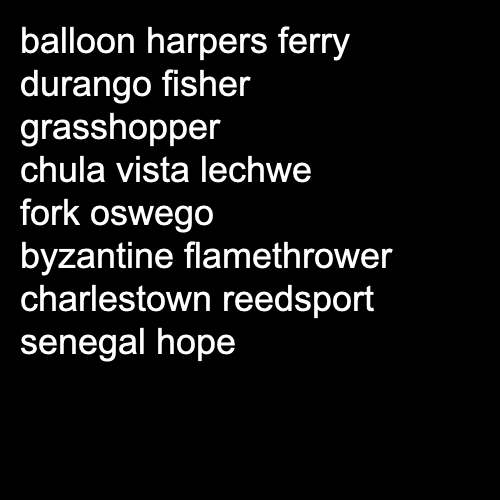 balloon harpers ferry
durango fisher
grasshopper
chula vista lechwe
fork oswego
byzantine flamethrower
charlestown reedsport
senegal hope